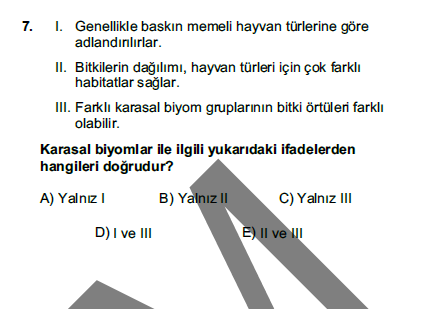 7. I. Genellikle baskın memeli hayvan türlerine göre
adlandırılırlar.
II. Bitkilerin dağılımı, hayvan türleri için çok farklı
habitatlar sağlar.
III. Farklı karasal biyom gruplarının bitki örtüleri farklı
olabilir.
Karasal biyomlar ile ilgili yukarıdaki ifadelerden
hangileri doğrudur?
A) Yalnız I B) Yalnız II C) Yalnız III
D) I ve III E) II ve III